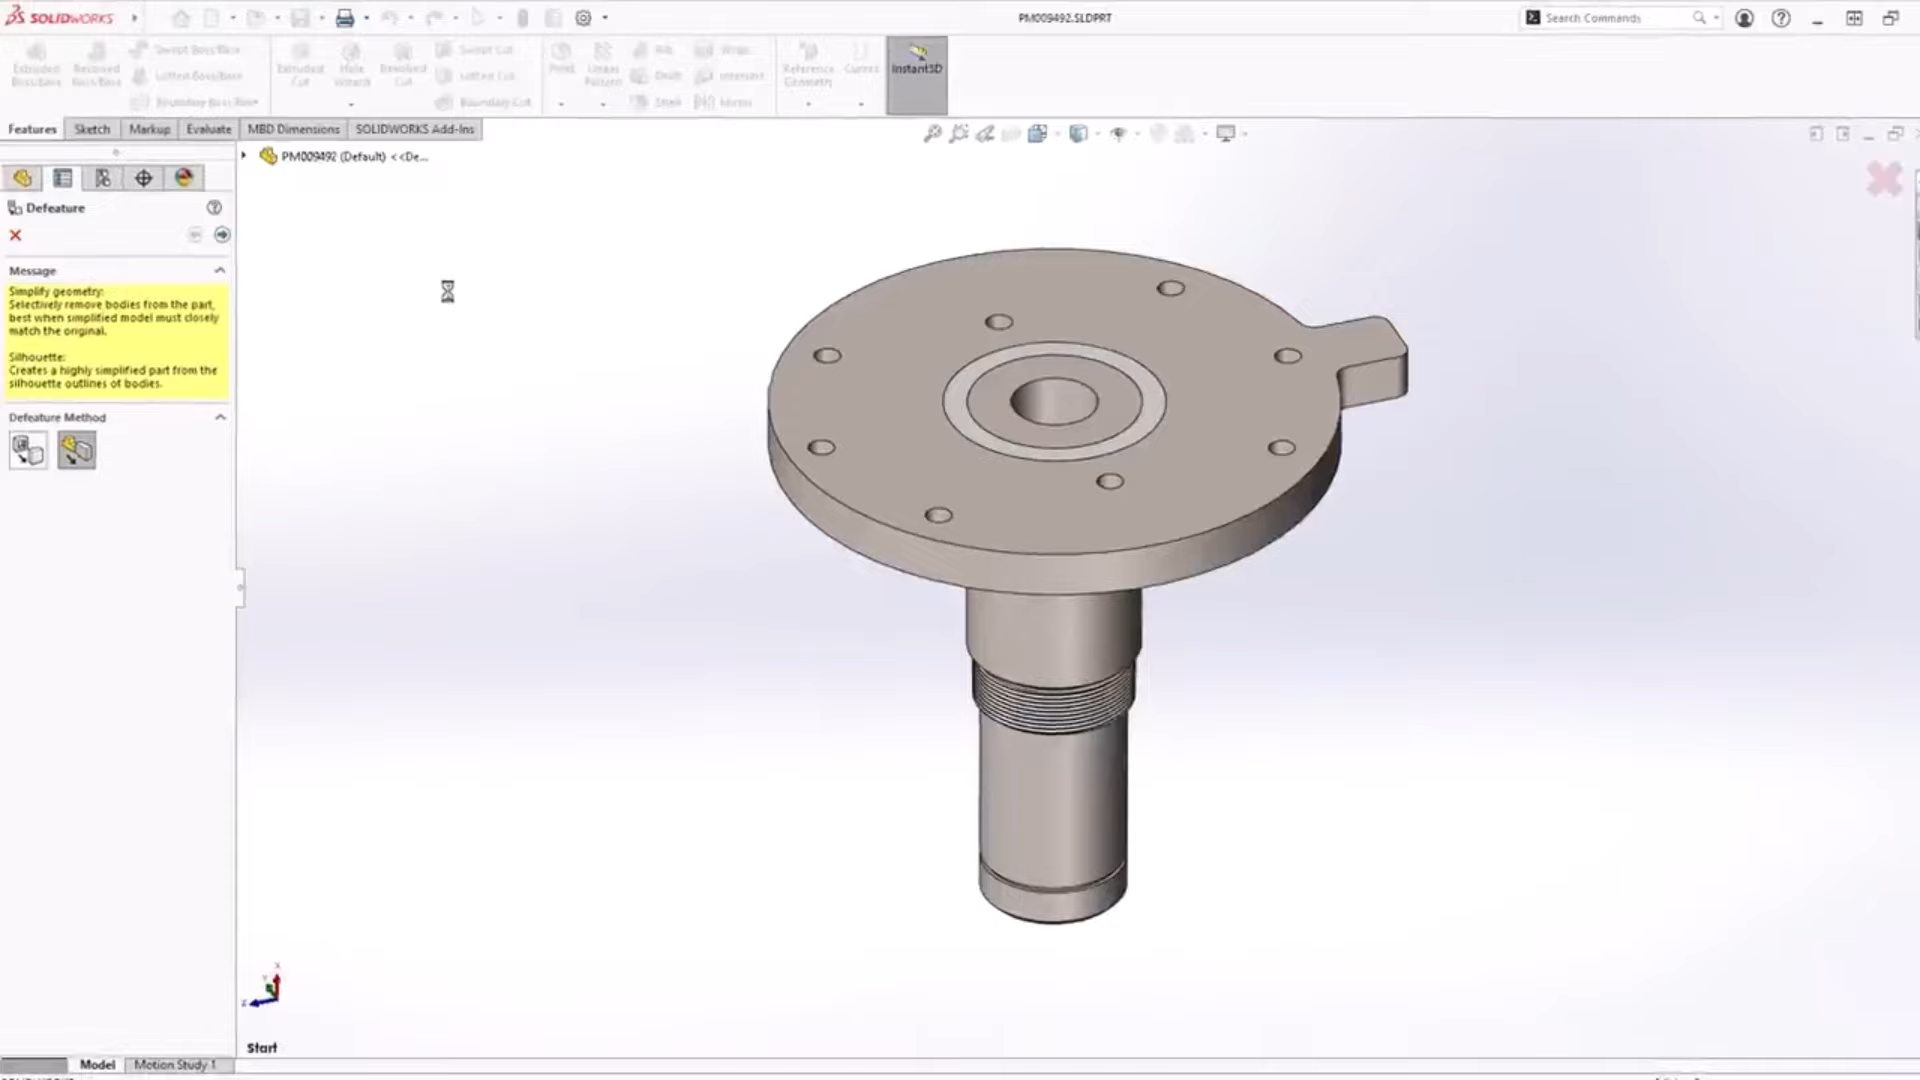 SOLIDWORKS
PM009492.SLDPRT
Search Commands
Extruded Boss/Base
Revolved Boss/Base
Swept Boss/Base
Lofted Boss/Base
Boundary Boss/Base
Extruded Cut
Hole Wizard
Revolved Cut
Swept Cut
Lofted Cut
Boundary Cut
Fillet
Linear Pattern
Rib
Draft
Shell
Wrap
Intersect
Mirror
Reference Geometry
Curves
Instant3D
Features
Sketch
Markup
Evaluate
MBD Dimensions
SOLIDWORKS Add-Ins
PM009492 (Default) <<De...
Defeature
Message
Simplify geometry:
Selectively remove bodies from the part,
best when simplified model must closely
match the original.
Silhouette:
Creates a highly simplified part from the
silhouette outlines of bodies.
Defeature Method
X
Y
Z
Start
Model
Motion Study 1